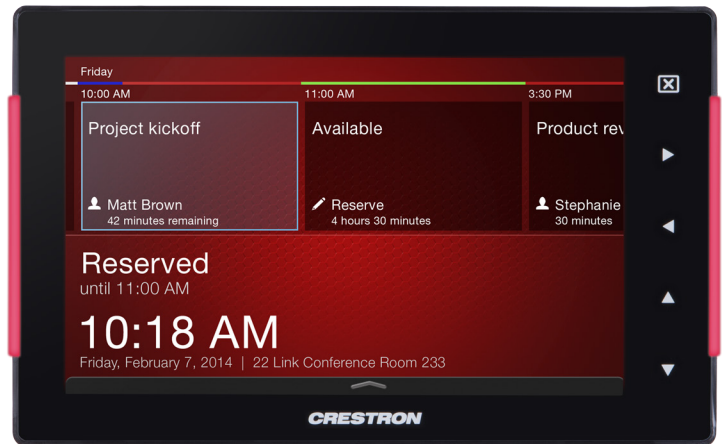 Friday
10:00 AM
11:00 AM
3:30 PM
Project kickoff
Available
Product rev
Matt Brown
42 minutes remaining
Reserve
4 hours 30 minutes
Stephanie
30 minutes
Reserved
until 11:00 AM
10:18 AM
Friday, February 7, 2014 | 22 Link Conference Room 233
CRESTRON